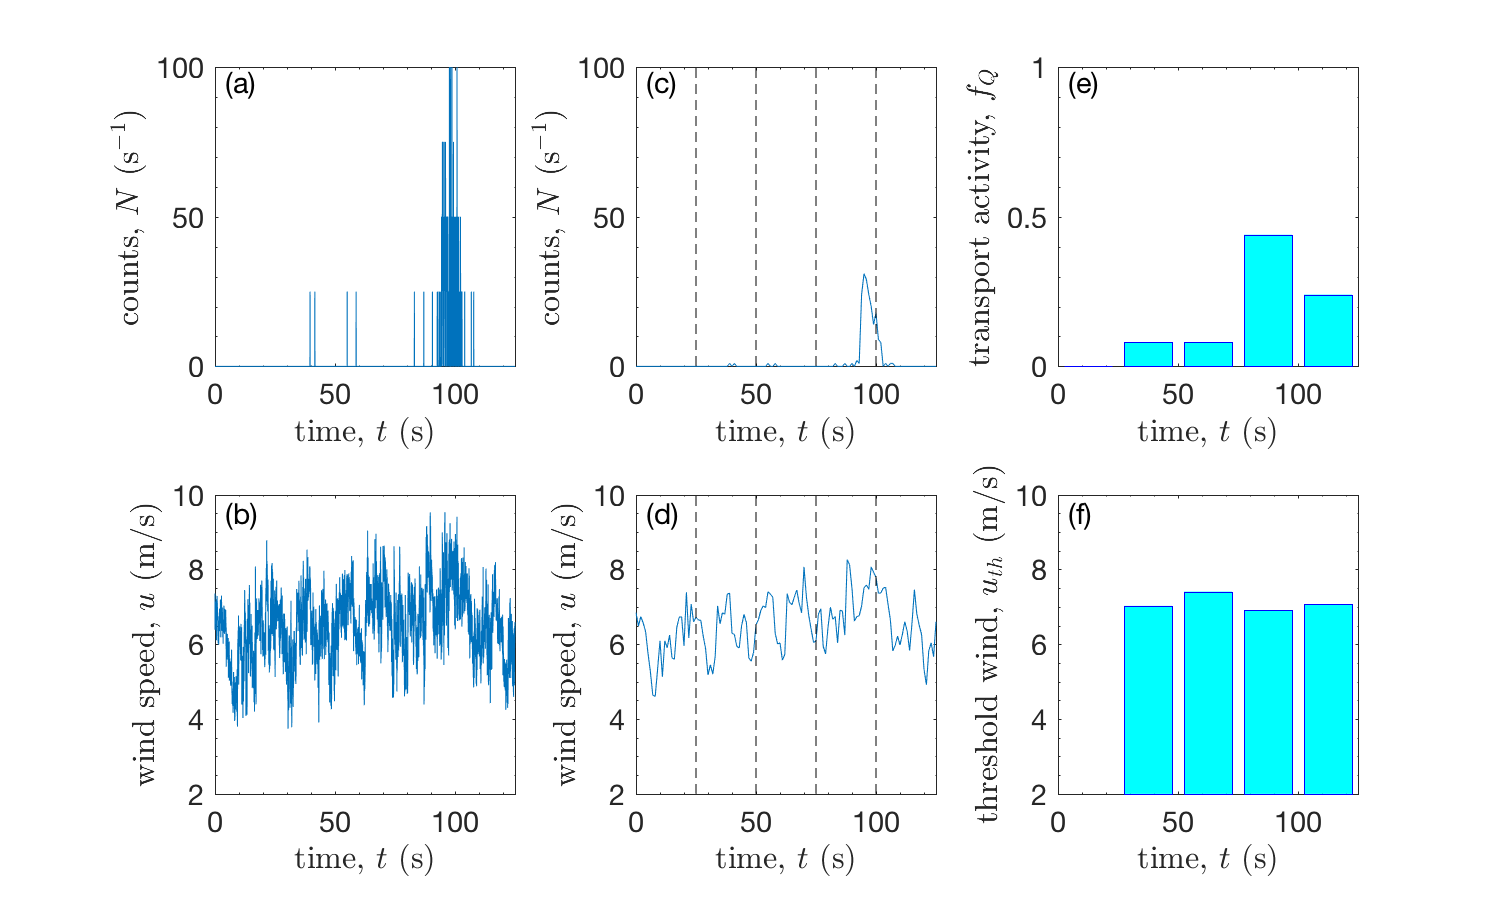 (a)
100
50
0
counts, N (s⁻¹)
0 50 100
time, t (s)
(c)
100
50
0
counts, N (s⁻¹)
0 50 100
time, t (s)
(e)
1
0.5
0
transport activity, f_Q
0 50 100
time, t (s)
(b)
10
8
6
4
2
wind speed, u (m/s)
0 50 100
time, t (s)
(d)
10
8
6
4
2
wind speed, u (m/s)
0 50 100
time, t (s)
(f)
10
8
6
4
2
threshold wind, u_th (m/s)
0 50 100
time, t (s)